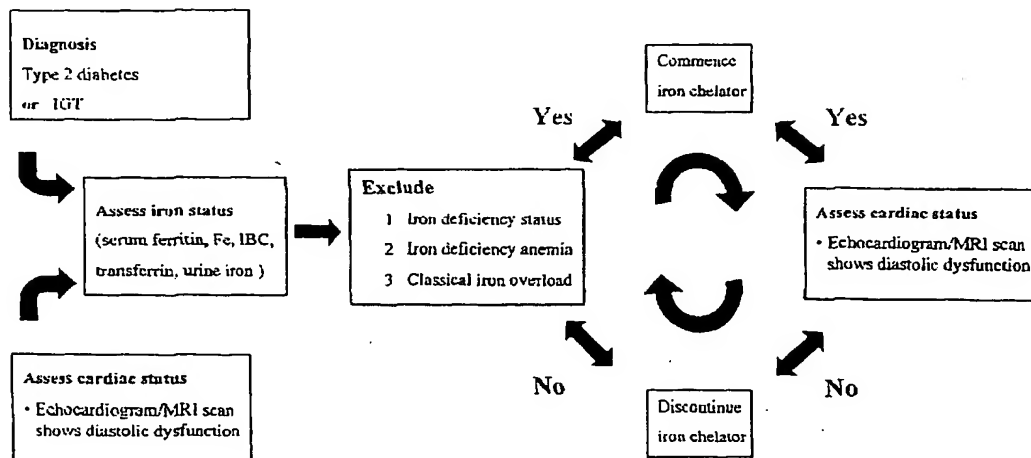 Diagnosis
Type 2 diabetes
or IGT
Assess iron status
(serum ferritin, Fe, IBC,
transferrin, urine iron )
Assess cardiac status
• Echocardiogram/MRI scan
shows diastolic dysfunction
Exclude
1 Iron deficiency status
2 Iron deficiency anemia
3 Classical iron overload
Yes
No
Commence
iron chelator
Discontinue
iron chelator
Yes
No
Assess cardiac status
• Echocardiogram/MRI scan
shows diastolic dysfunction